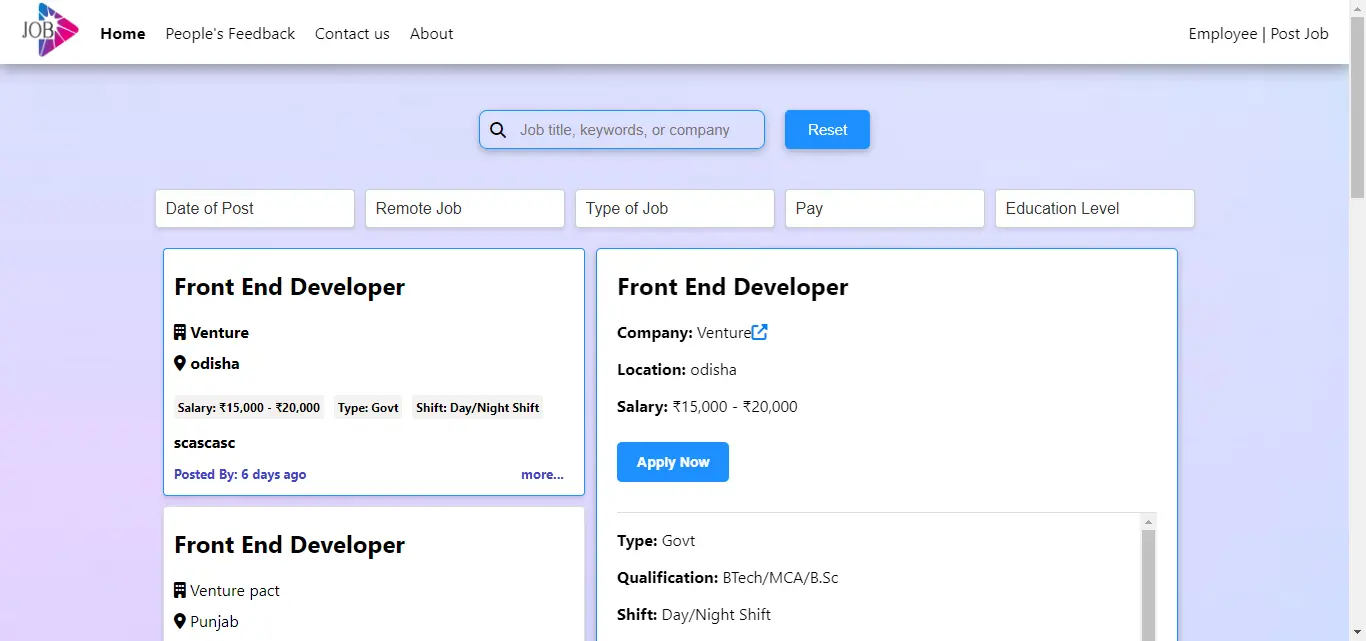 JOB
Home People's Feedback Contact us About Employee | Post Job
Job title, keywords, or company Reset
Date of Post Remote Job Type of Job Pay Education Level
Front End Developer
Venture
odisha
Salary: ₹15,000 - ₹20,000 Type: Govt Shift: Day/Night Shift
scascasc
Posted By: 6 days ago more...
Front End Developer
Venture pact
Punjab
Front End Developer
Company: Venture
Location: odisha
Salary: ₹15,000 - ₹20,000
Apply Now
Type: Govt
Qualification: BTech/MCA/B.Sc
Shift: Day/Night Shift